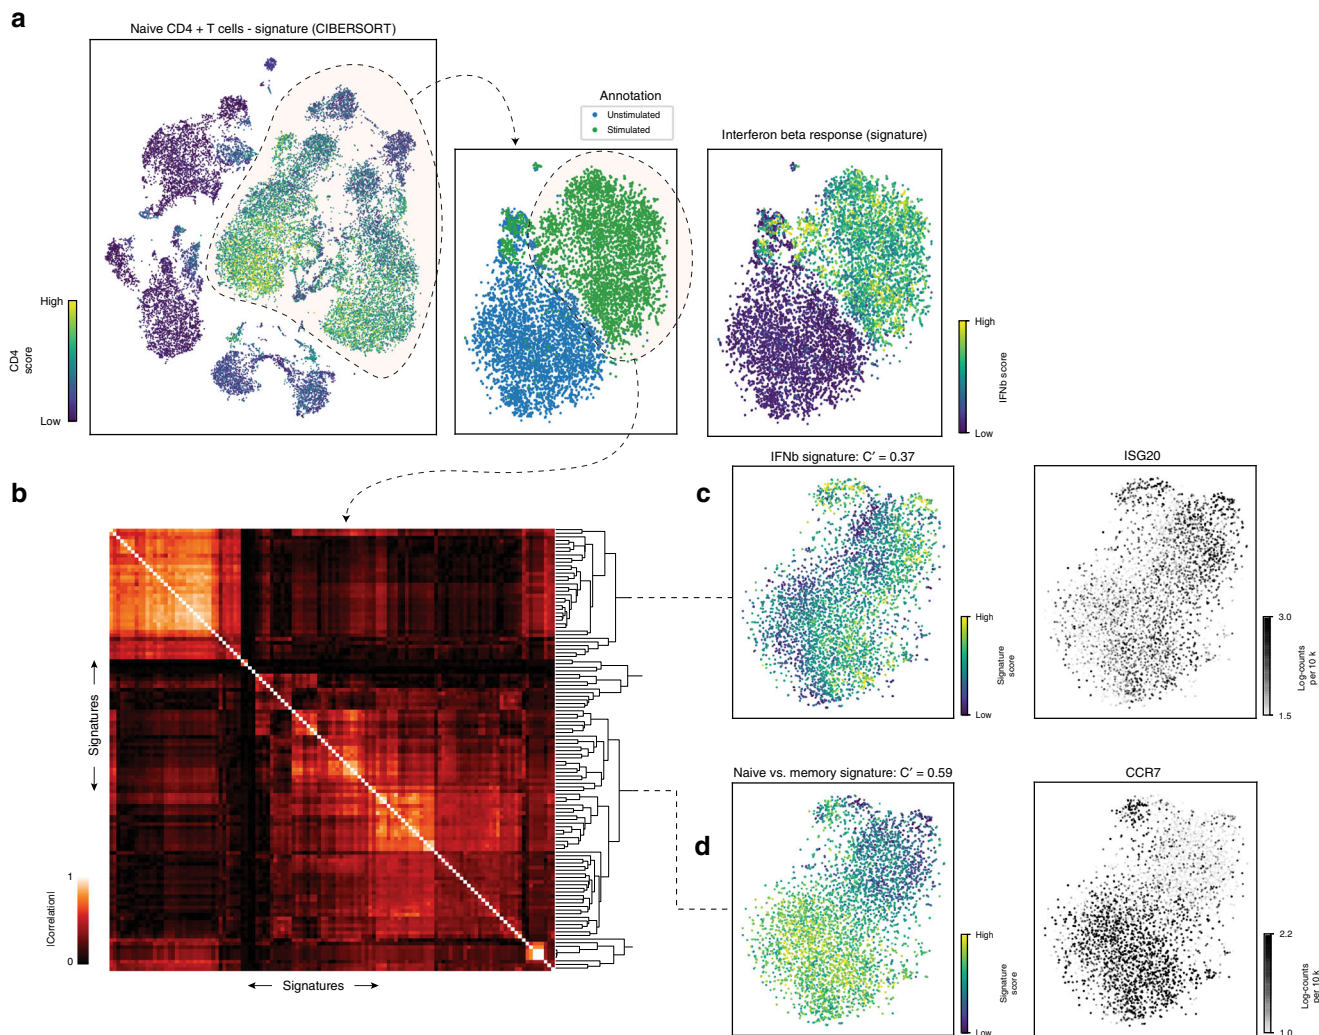 a
Naive CD4 + T cells - signature (CIBERSORT)
High
CD4
score
Low
Annotation
Unstimulated
Stimulated
Interferon beta response (signature)
High
IFNb score
Low
b
Signatures
1
|Correlation|
0
Signatures
c
IFNb signature: C′ = 0.37
High
Signature
score
Low
ISG20
3.0
Log-counts
per 10 k
1.5
d
Naive vs. memory signature: C′ = 0.59
High
Signature
score
Low
CCR7
2.2
Log-counts
per 10 k
1.0